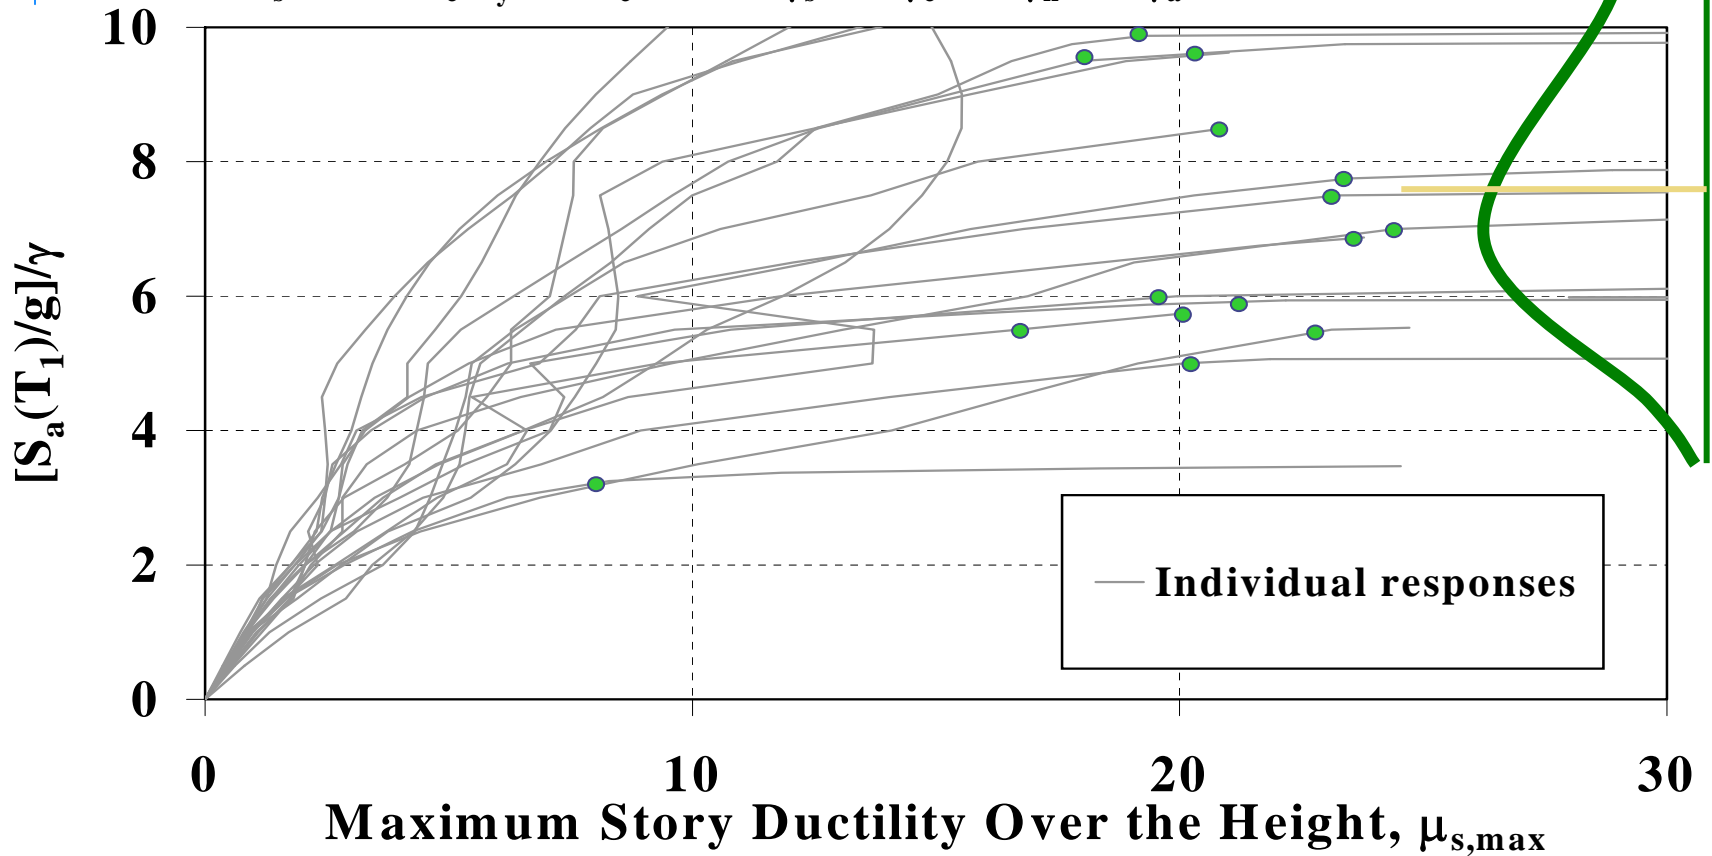 10
8
6
4
2
0
[Sa(T1)/g]/γ
Individual responses
0 10 20 30
Maximum Story Ductility Over the Height, μs,max